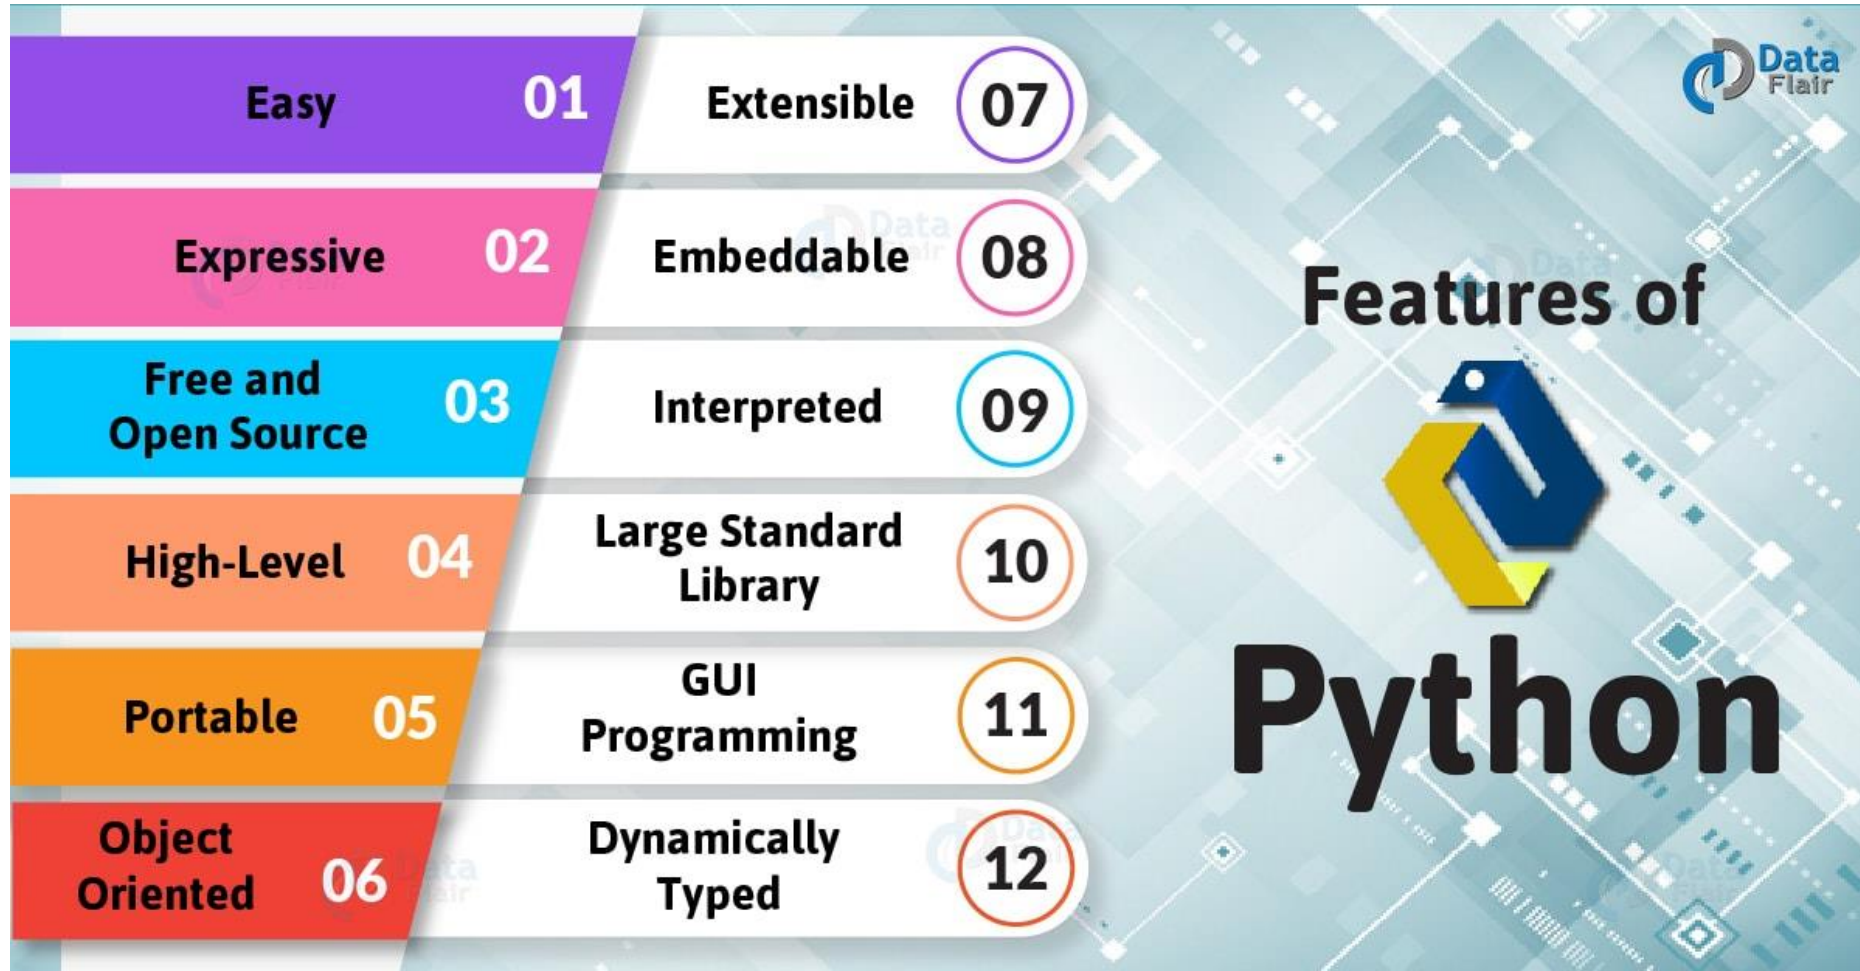 Easy 01
Expressive 02
Free and
Open Source 03
High-Level 04
Portable 05
Object
Oriented 06
Extensible 07
Embeddable 08
Interpreted 09
Large Standard
Library 10
GUI
Programming 11
Dynamically
Typed 12
Data
Flair
Features of
Python